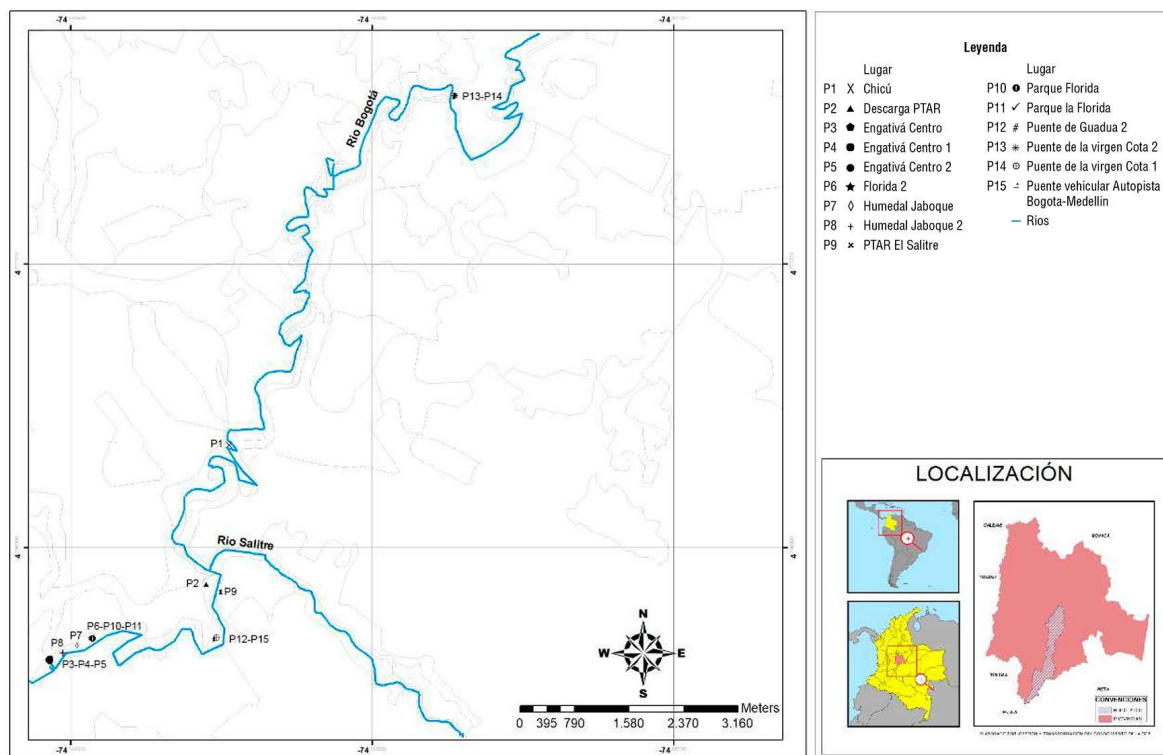 -74
-74
-74
Rio Bogotá
P13-P14
4
P1
4
Rio Salitre
P2
P9
P6-P10-P11
P7
P12-P15
P8
P3-P4-P5
N
W
E
S
Meters
0 395 790 1.580 2.370 3.160
-74
-74
Leyenda
Lugar
P1 Chicú
P2 Descarga PTAR
P3 Engativá Centro
P4 Engativá Centro 1
P5 Engativá Centro 2
P6 Florida 2
P7 Humedal Jaboque
P8 Humedal Jaboque 2
P9 PTAR El Salitre
Lugar
P10 Parque Florida
P11 Parque la Florida
P12 Puente de Guadua 2
P13 Puente de la virgen Cota 2
P14 Puente de la virgen Cota 1
P15 Puente vehicular Autopista
Bogota-Medellin
Rios
LOCALIZACIÓN
CALDAS
BOYACÁ
TOLIMA
META
HUILA
CONVENCIONES